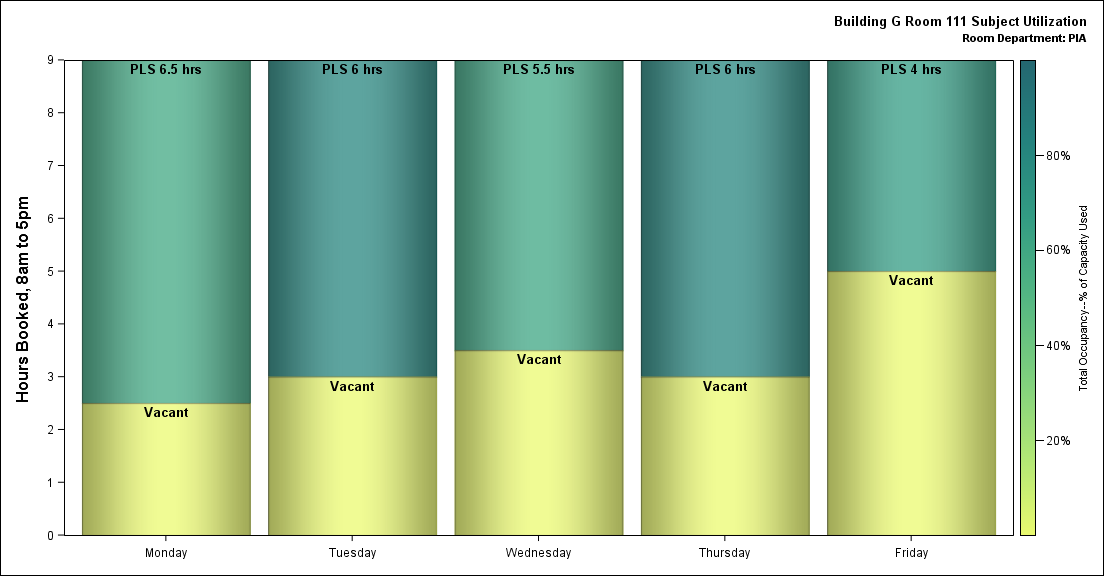 Building G Room 111 Subject Utilization
Room Department: PIA
Hours Booked, 8am to 5pm
9
8
7
6
5
4
3
2
1
0
PLS 6.5 hrs
PLS 6 hrs
PLS 5.5 hrs
PLS 6 hrs
PLS 4 hrs
Vacant
Vacant
Vacant
Vacant
Vacant
Monday
Tuesday
Wednesday
Thursday
Friday
80%
60%
40%
20%
Total Occupancy--% of Capacity Used